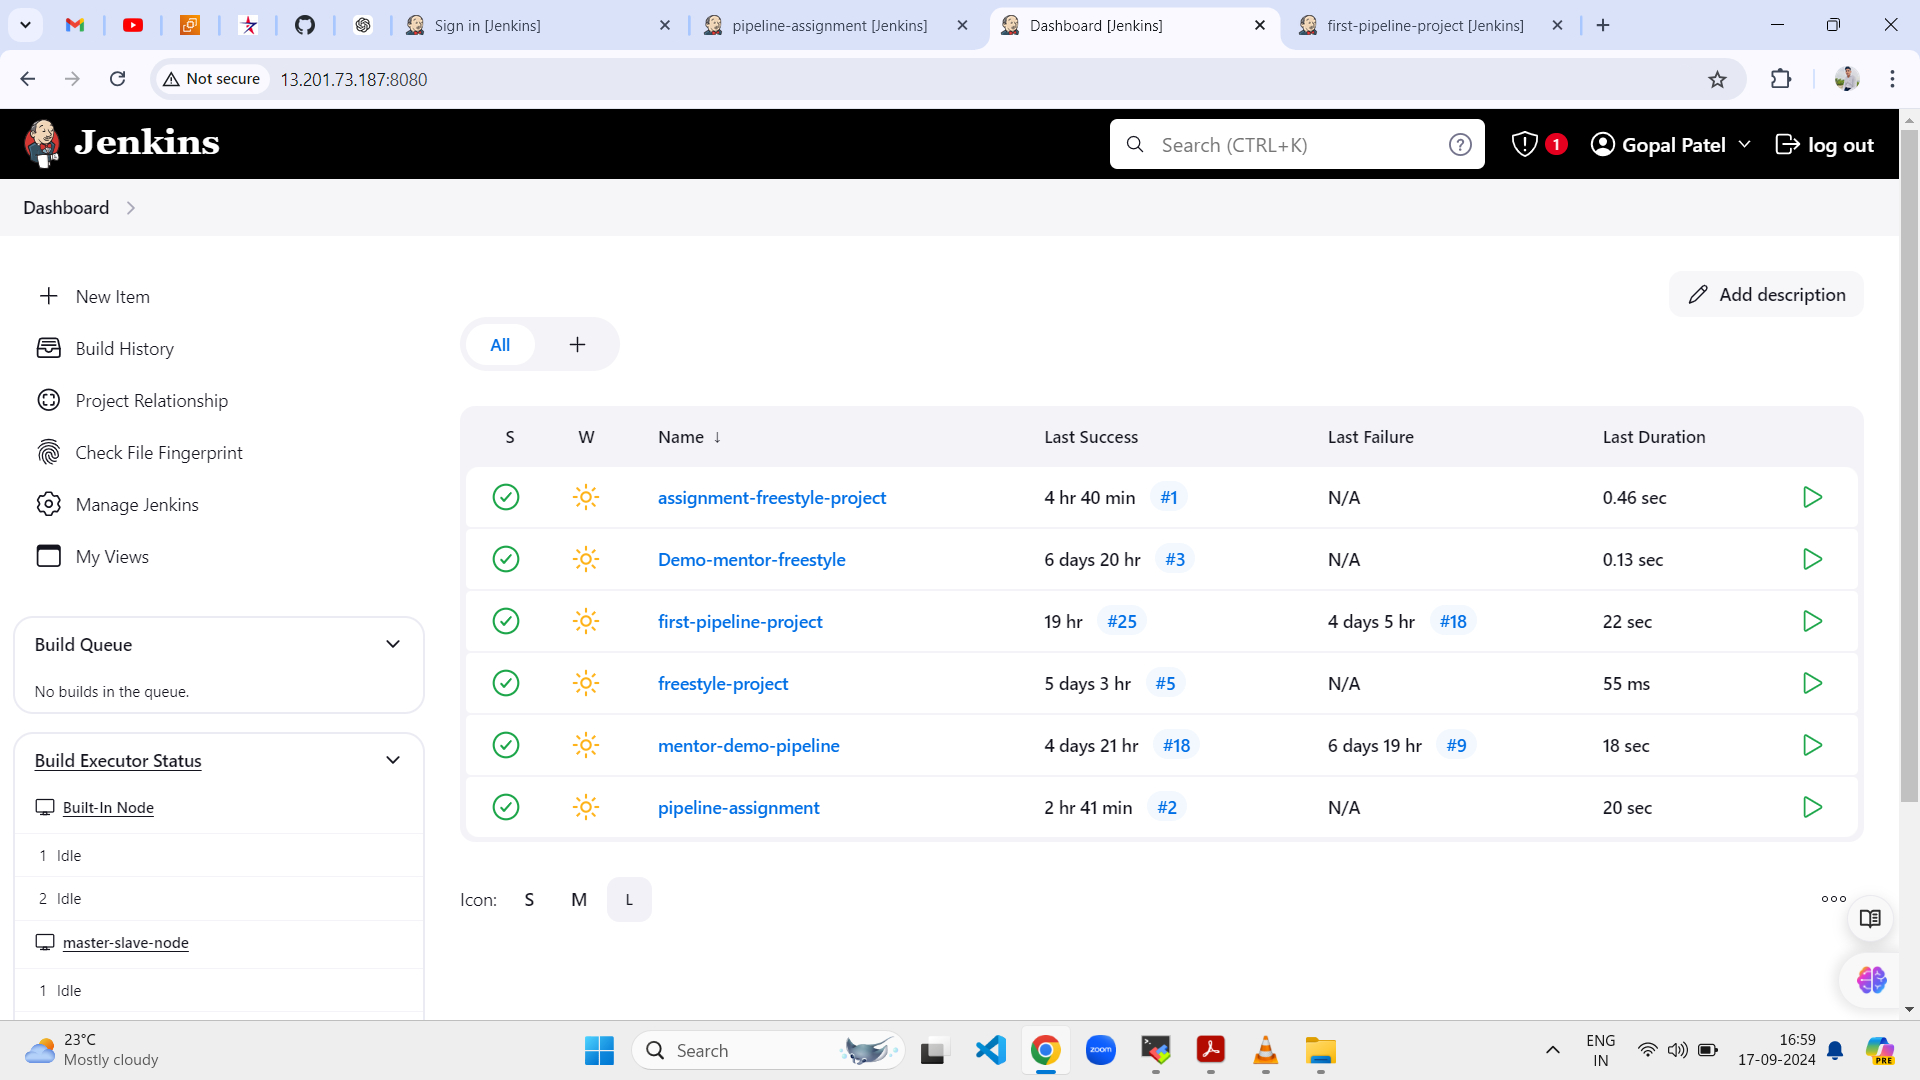 Sign in [Jenkins]
pipeline-assignment [Jenkins]
Dashboard [Jenkins]
first-pipeline-project [Jenkins]
Not secure
13.201.73.187:8080
Jenkins
Search (CTRL+K)
?
1
Gopal Patel
log out
Dashboard
New Item
Build History
Project Relationship
Check File Fingerprint
Manage Jenkins
My Views
Build Queue
No builds in the queue.
Build Executor Status
Built-In Node
1 Idle
2 Idle
master-slave-node
1 Idle
Add description
All +
S W Name ↓ Last Success Last Failure Last Duration
assignment-freestyle-project 4 hr 40 min #1 N/A 0.46 sec
Demo-mentor-freestyle 6 days 20 hr #3 N/A 0.13 sec
first-pipeline-project 19 hr #25 4 days 5 hr #18 22 sec
freestyle-project 5 days 3 hr #5 N/A 55 ms
mentor-demo-pipeline 4 days 21 hr #18 6 days 19 hr #9 18 sec
pipeline-assignment 2 hr 41 min #2 N/A 20 sec
Icon: S M L
23°C
Mostly cloudy
Search
zoom
ENG
IN
16:59
17-09-2024
PRE